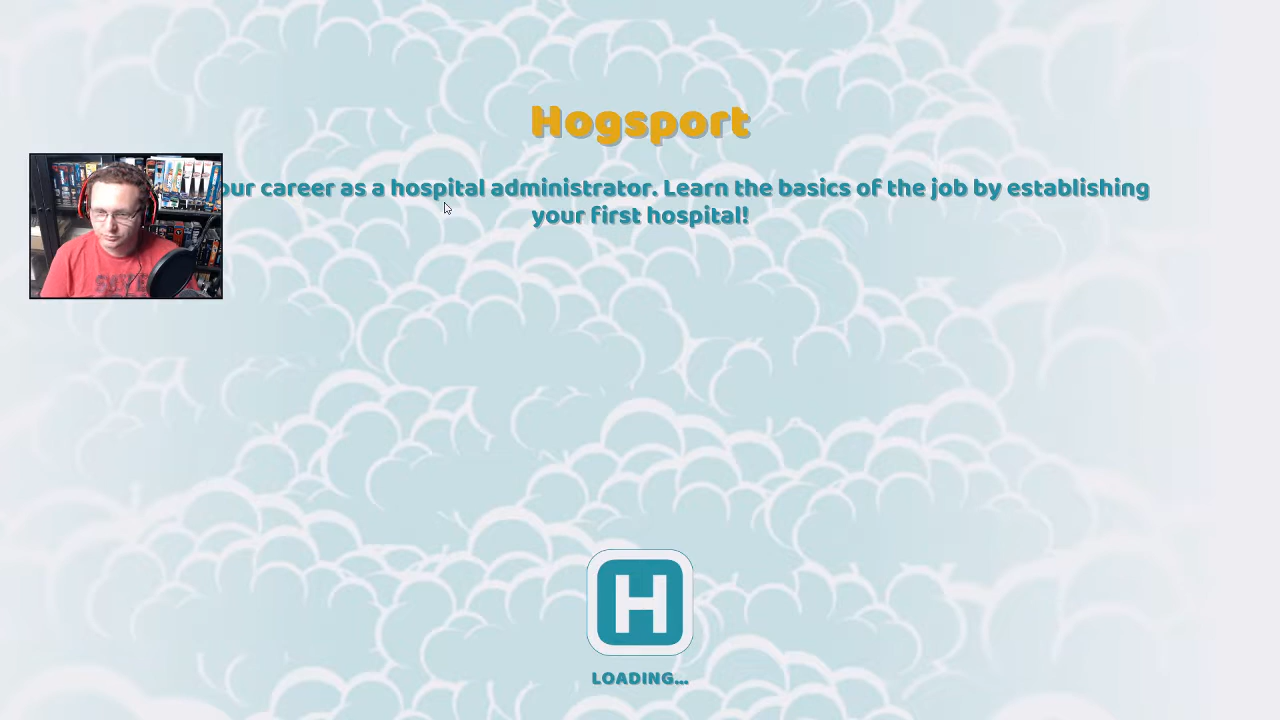 Hogsport
our career as a hospital administrator. Learn the basics of the job by establishing
your first hospital!
H
LOADING...